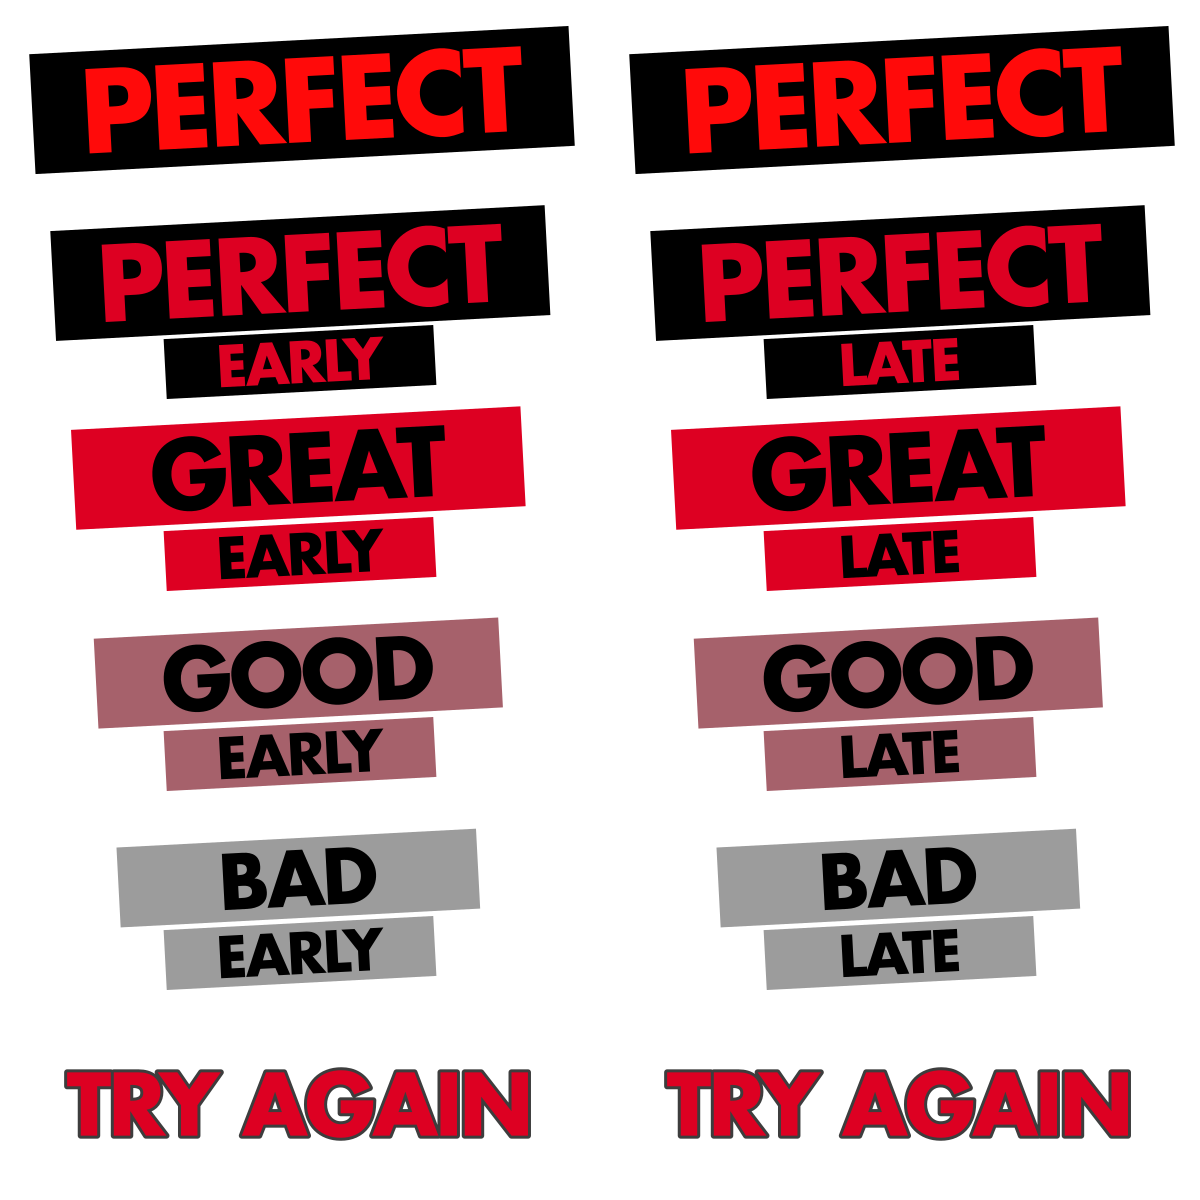 PERFECT PERFECT
PERFECT PERFECT
EARLY LATE
GREAT GREAT
EARLY LATE
GOOD GOOD
EARLY LATE
BAD BAD
EARLY LATE
TRY AGAIN TRY AGAIN